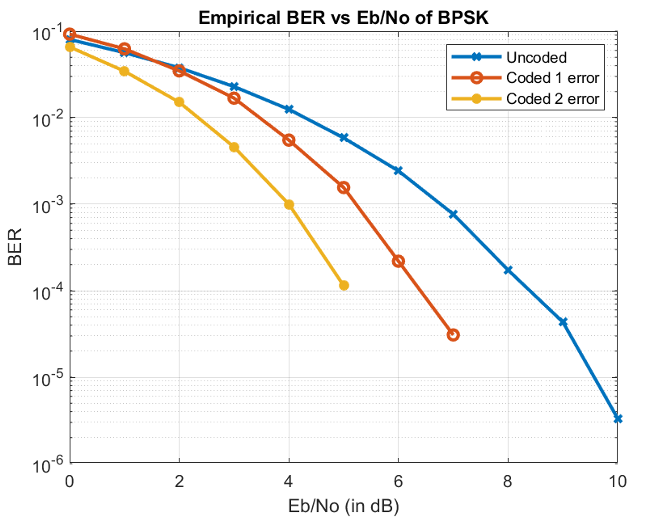 Empirical BER vs Eb/No of BPSK
10^-1
Uncoded
Coded 1 error
Coded 2 error
10^-2
10^-3
BER
10^-4
10^-5
10^-6
0 2 4 6 8 10
Eb/No (in dB)